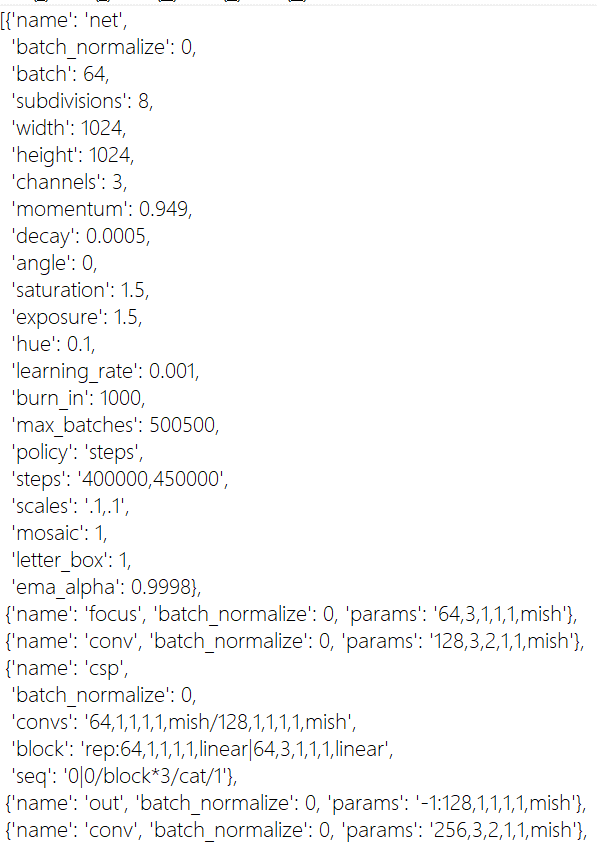 [{'name': 'net',
'batch_normalize': 0,
'batch': 64,
'subdivisions': 8,
'width': 1024,
'height': 1024,
'channels': 3,
'momentum': 0.949,
'decay': 0.0005,
'angle': 0,
'saturation': 1.5,
'exposure': 1.5,
'hue': 0.1,
'learning_rate': 0.001,
'burn_in': 1000,
'max_batches': 500500,
'policy': 'steps',
'steps': '400000,450000',
'scales': '.1,.1',
'mosaic': 1,
'letter_box': 1,
'ema_alpha': 0.9998},
{'name': 'focus', 'batch_normalize': 0, 'params': '64,3,1,1,1,mish'},
{'name': 'conv', 'batch_normalize': 0, 'params': '128,3,2,1,1,mish'},
{'name': 'csp',
'batch_normalize': 0,
'convs': '64,1,1,1,1,mish/128,1,1,1,1,mish',
'block': 'rep:64,1,1,1,1,linear|64,3,1,1,1,linear',
'seq': '0|0/block*3/cat/1'},
{'name': 'out', 'batch_normalize': 0, 'params': '-1:128,1,1,1,1,mish'},
{'name': 'conv', 'batch_normalize': 0, 'params': '256,3,2,1,1,mish'},